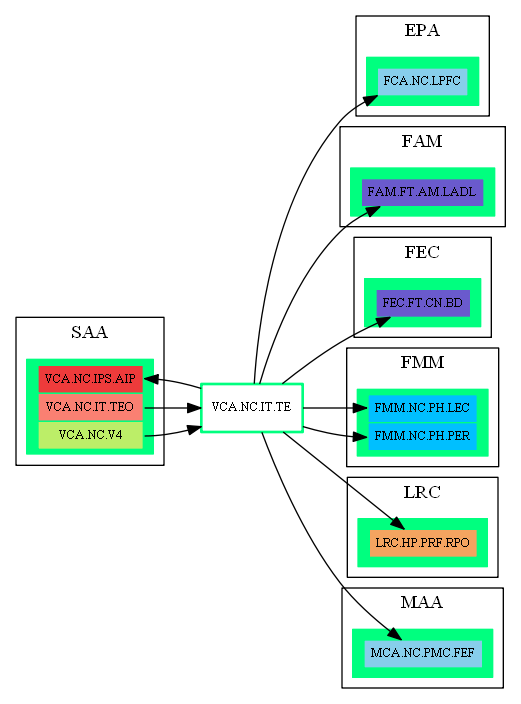 EPA
FCA.NC.LPFC
FAM
FAM.FT.AM.LADL
FEC
FEC.FT.CN.BD
SAA
VCA.NC.IPS.AIP
VCA.NC.IT.TEO
VCA.NC.V4
VCA.NC.IT.TE
FMM
FMM.NC.PH.LEC
FMM.NC.PH.PER
LRC
LRC.HP.PRF.RPO
MAA
MCA.NC.PMC.FEF